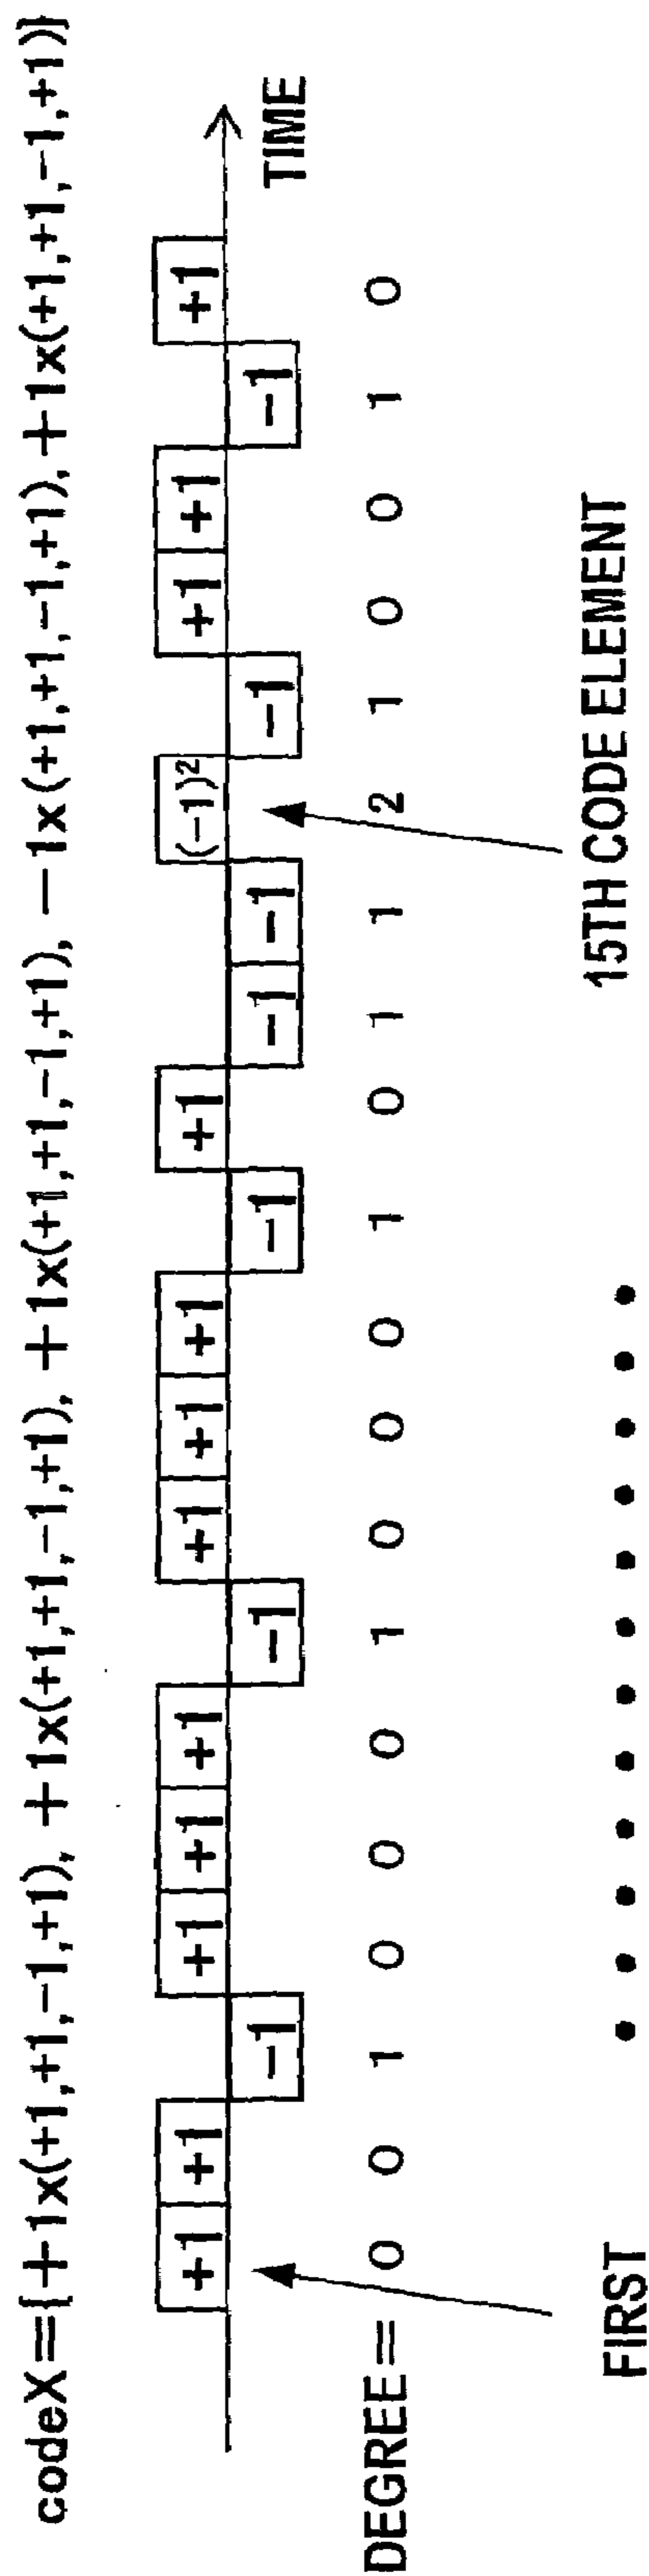 codeX={+1x(+1,+1,−1,+1), +1x(+1,+1,−1,+1), +1x(+1,+1,−1,+1), −1x(+1,+1,−1,+1), +1x(+1,+1,−1,+1)}
+1 +1 −1 +1 +1 +1 −1 +1 +1 +1 −1 +1 −1 −1 (−1)² −1 +1 +1 −1 +1
TIME
DEGREE= 0 0 1 0 0 0 1 0 0 0 1 0 1 1 2 1 0 0 1 0
FIRST • • • • • • • • • • • • 15TH CODE ELEMENT